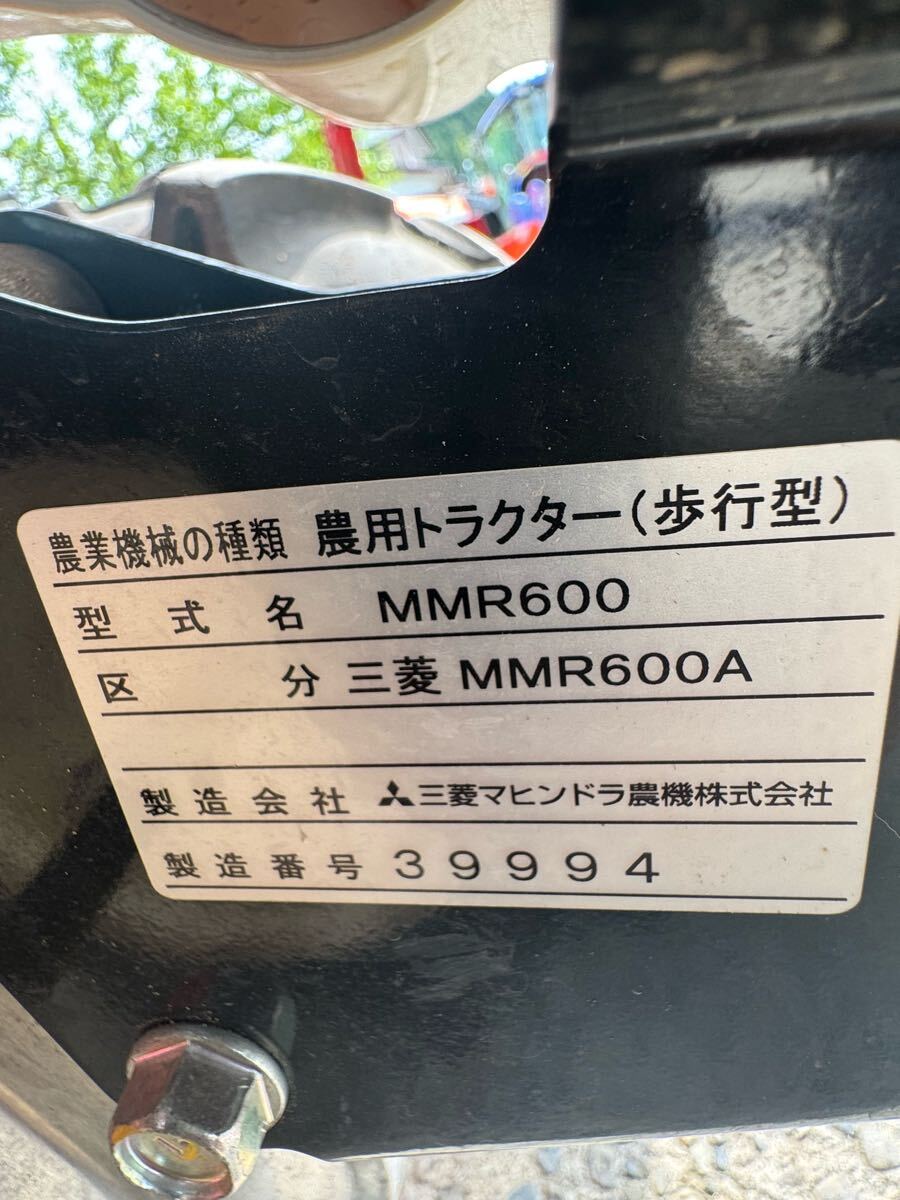 農業機械の種類 農用トラクター(歩行型)
型式名 MMR600
区分 三菱 MMR600A
製造会社 三菱マヒンドラ農機株式会社
製造番号 39994